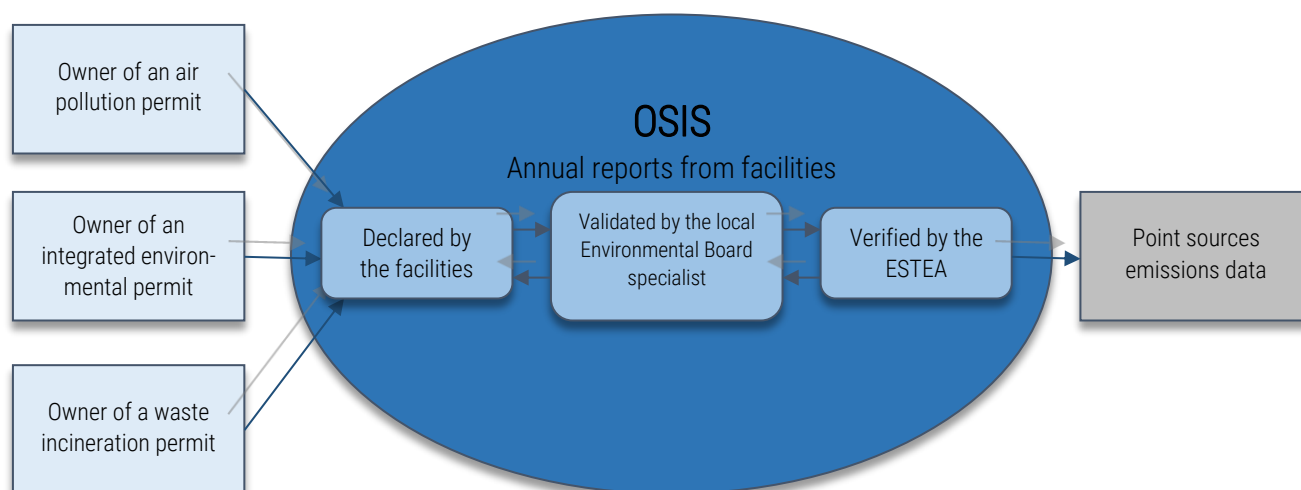 Owner of an air
pollution permit
Owner of an
integrated environ-
mental permit
Owner of a waste
incineration permit
OSIS
Annual reports from facilities
Declared by
the facilities
Validated by the local
Environmental Board
specialist
Verified by the
ESTEA
Point sources
emissions data